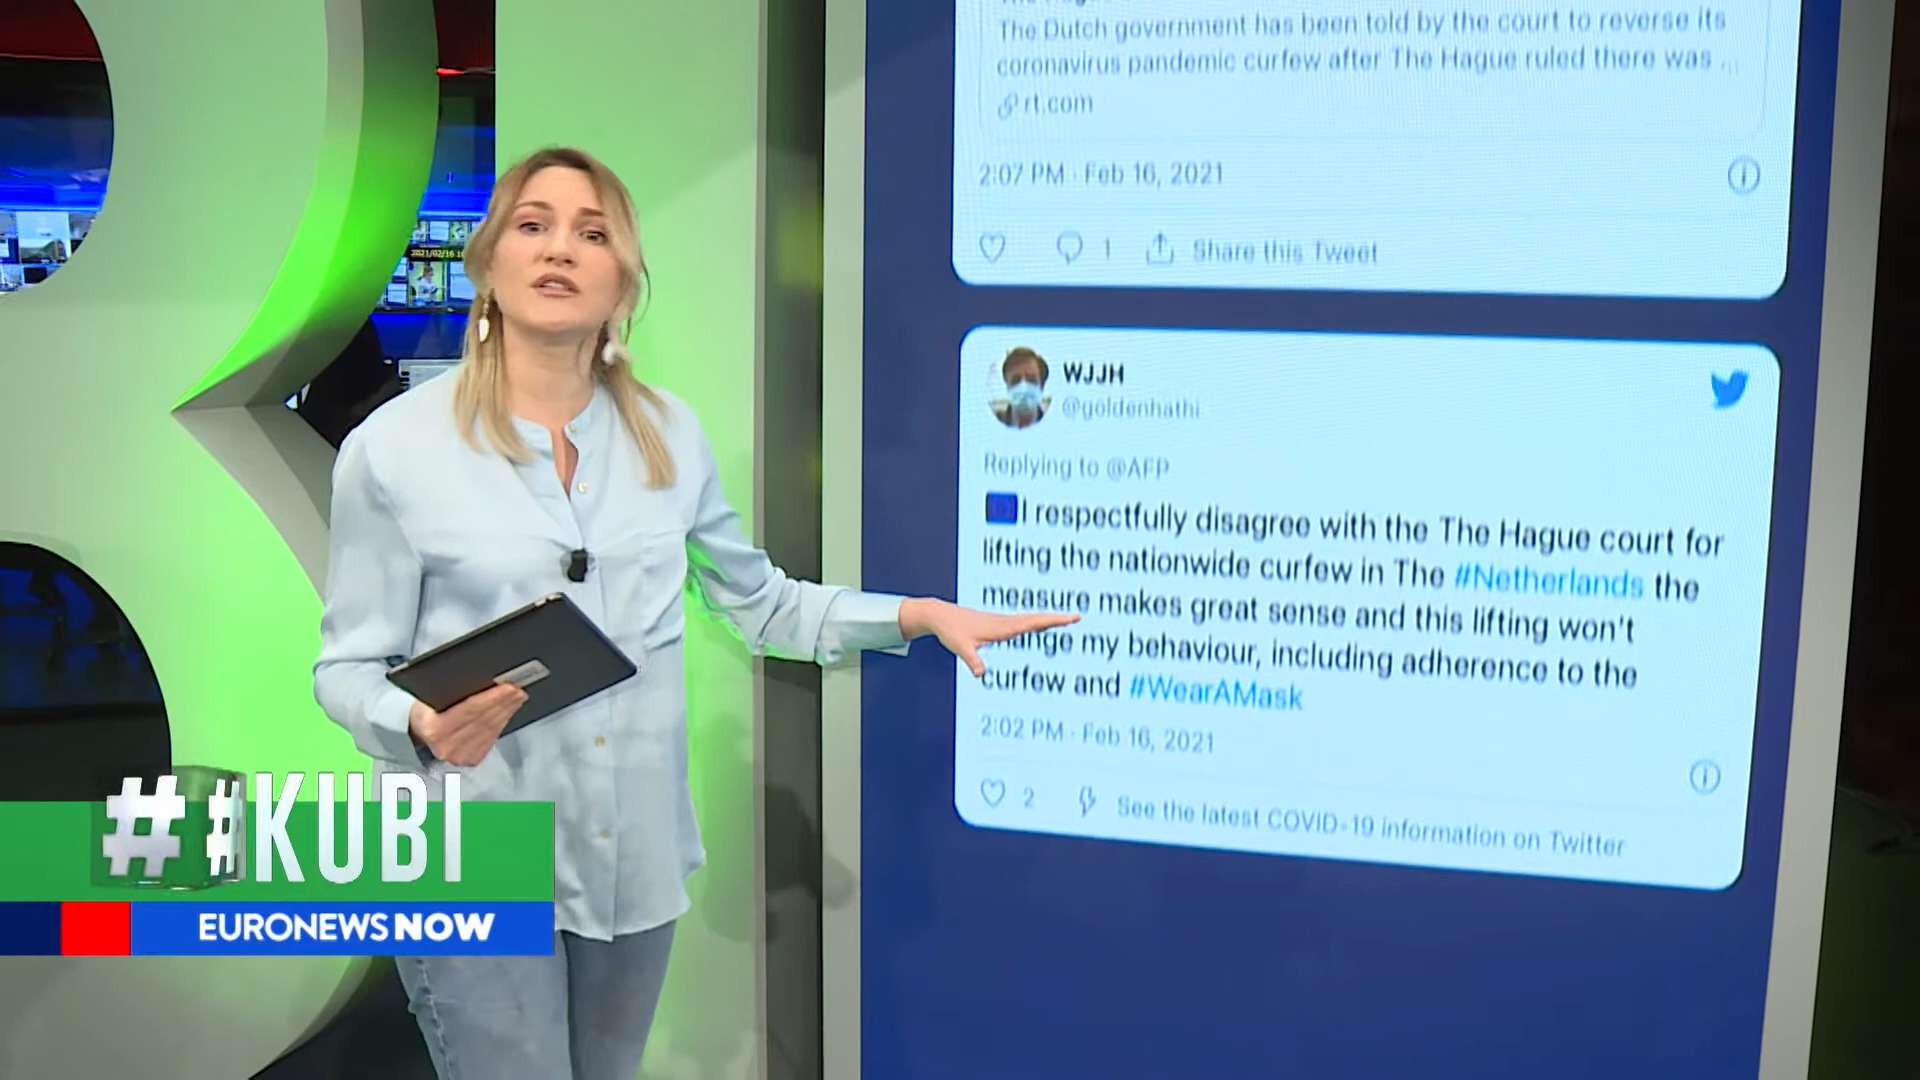 The Dutch government has been told by the court to reverse its
coronavirus pandemic curfew after The Hague ruled there was ...
rt.com
2:07 PM · Feb 16, 2021
1 Share this Tweet
WJJH
@goldenhathi
Replying to @AFP
I respectfully disagree with the The Hague court for
lifting the nationwide curfew in The #Netherlands the
measure makes great sense and this lifting won't
change my behaviour, including adherence to the
curfew and #WearAMask
2:02 PM · Feb 16, 2021
2 See the latest COVID-19 information on Twitter
2021/02/16
##KUBI
EURONEWS NOW